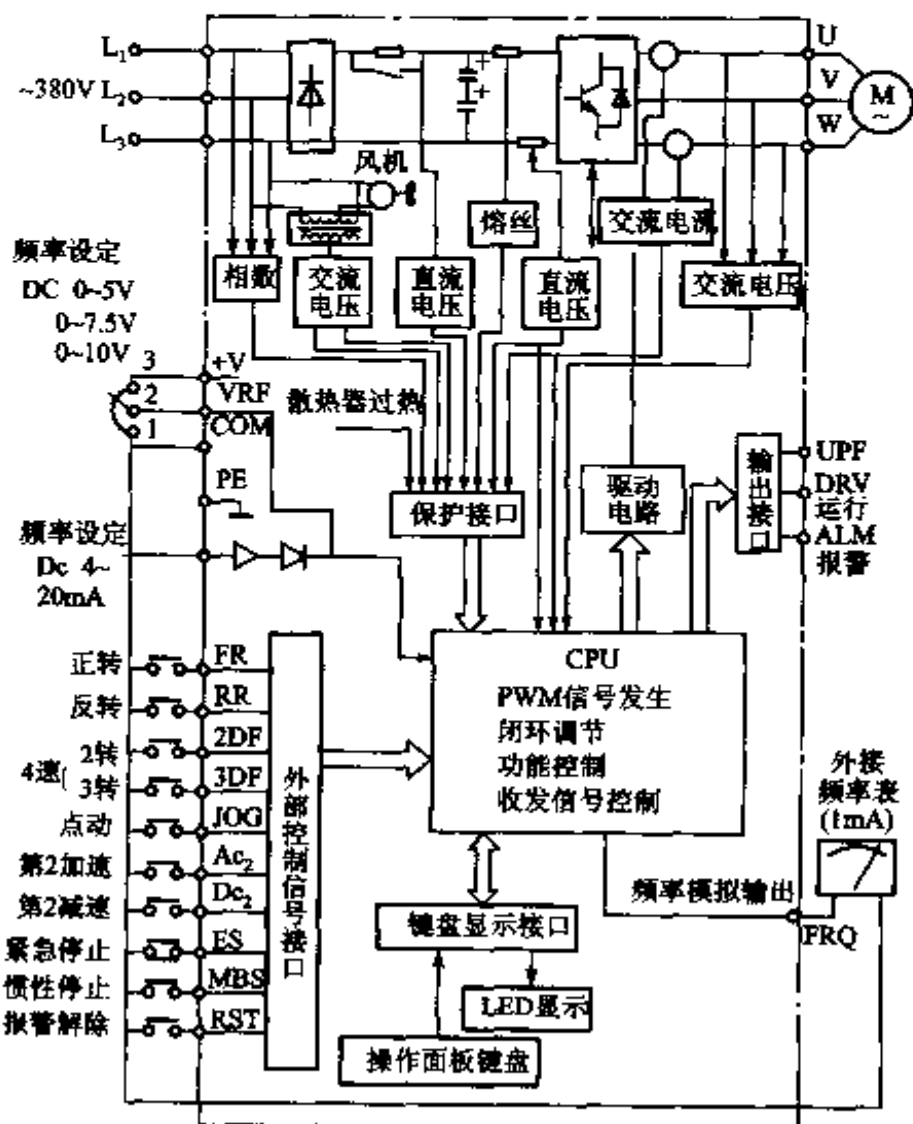 L₁
~380V L₂
L₃
U
V
W
M
~
风机
频率设定
DC 0~5V
0~7.5V
0~10V
相数
交流
电压
直流
电压
熔丝
直流
电压
交流电流
交流电压
3
2
1
+V
VRF
COM
PE
散热器过热
保护接口
驱动
电路
输出接口
UPF
DRV
运行
ALM
报警
频率设定
Dc 4~
20mA
CPU
PWM信号发生
闭环调节
功能控制
收发信号控制
正转 FR
反转 RR
4速(
2转 2DF
3转 3DF
点动 JOG
第2加速 Ac₂
第2减速 Dc₂
紧急停止 ES
惯性停止 MBS
报警解除 RST
外部控制信号接口
外接
频率表
(1mA)
频率模拟输出
FRQ
键盘显示接口
LED显示
操作面板键盘